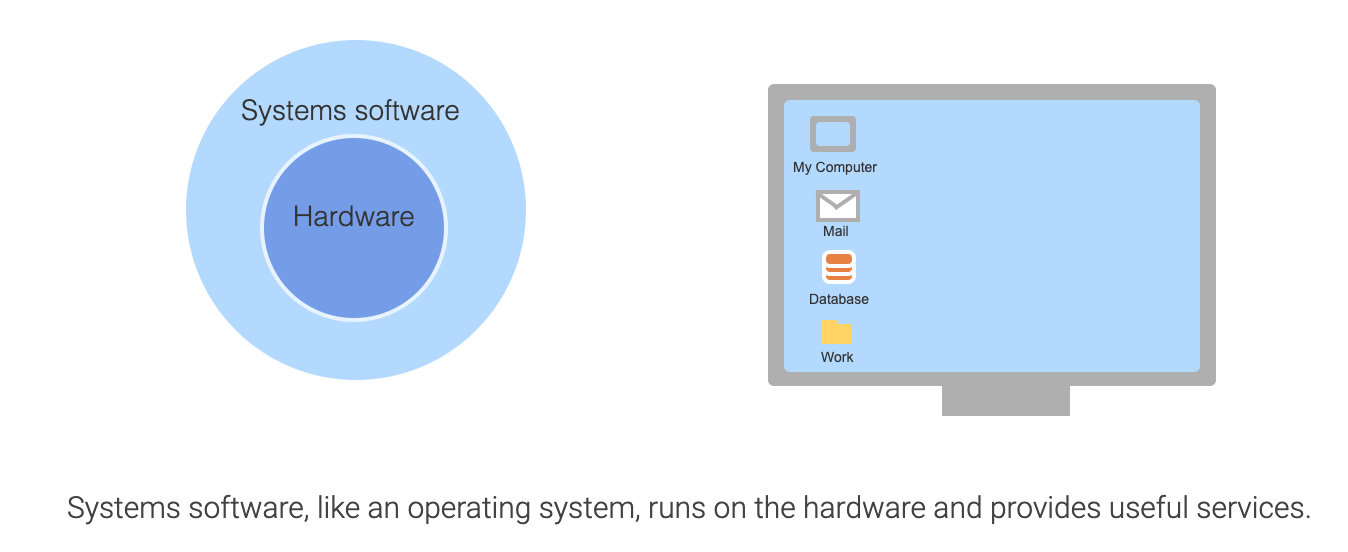 Systems software
Hardware
My Computer
Mail
Database
Work
Systems software, like an operating system, runs on the hardware and provides useful services.